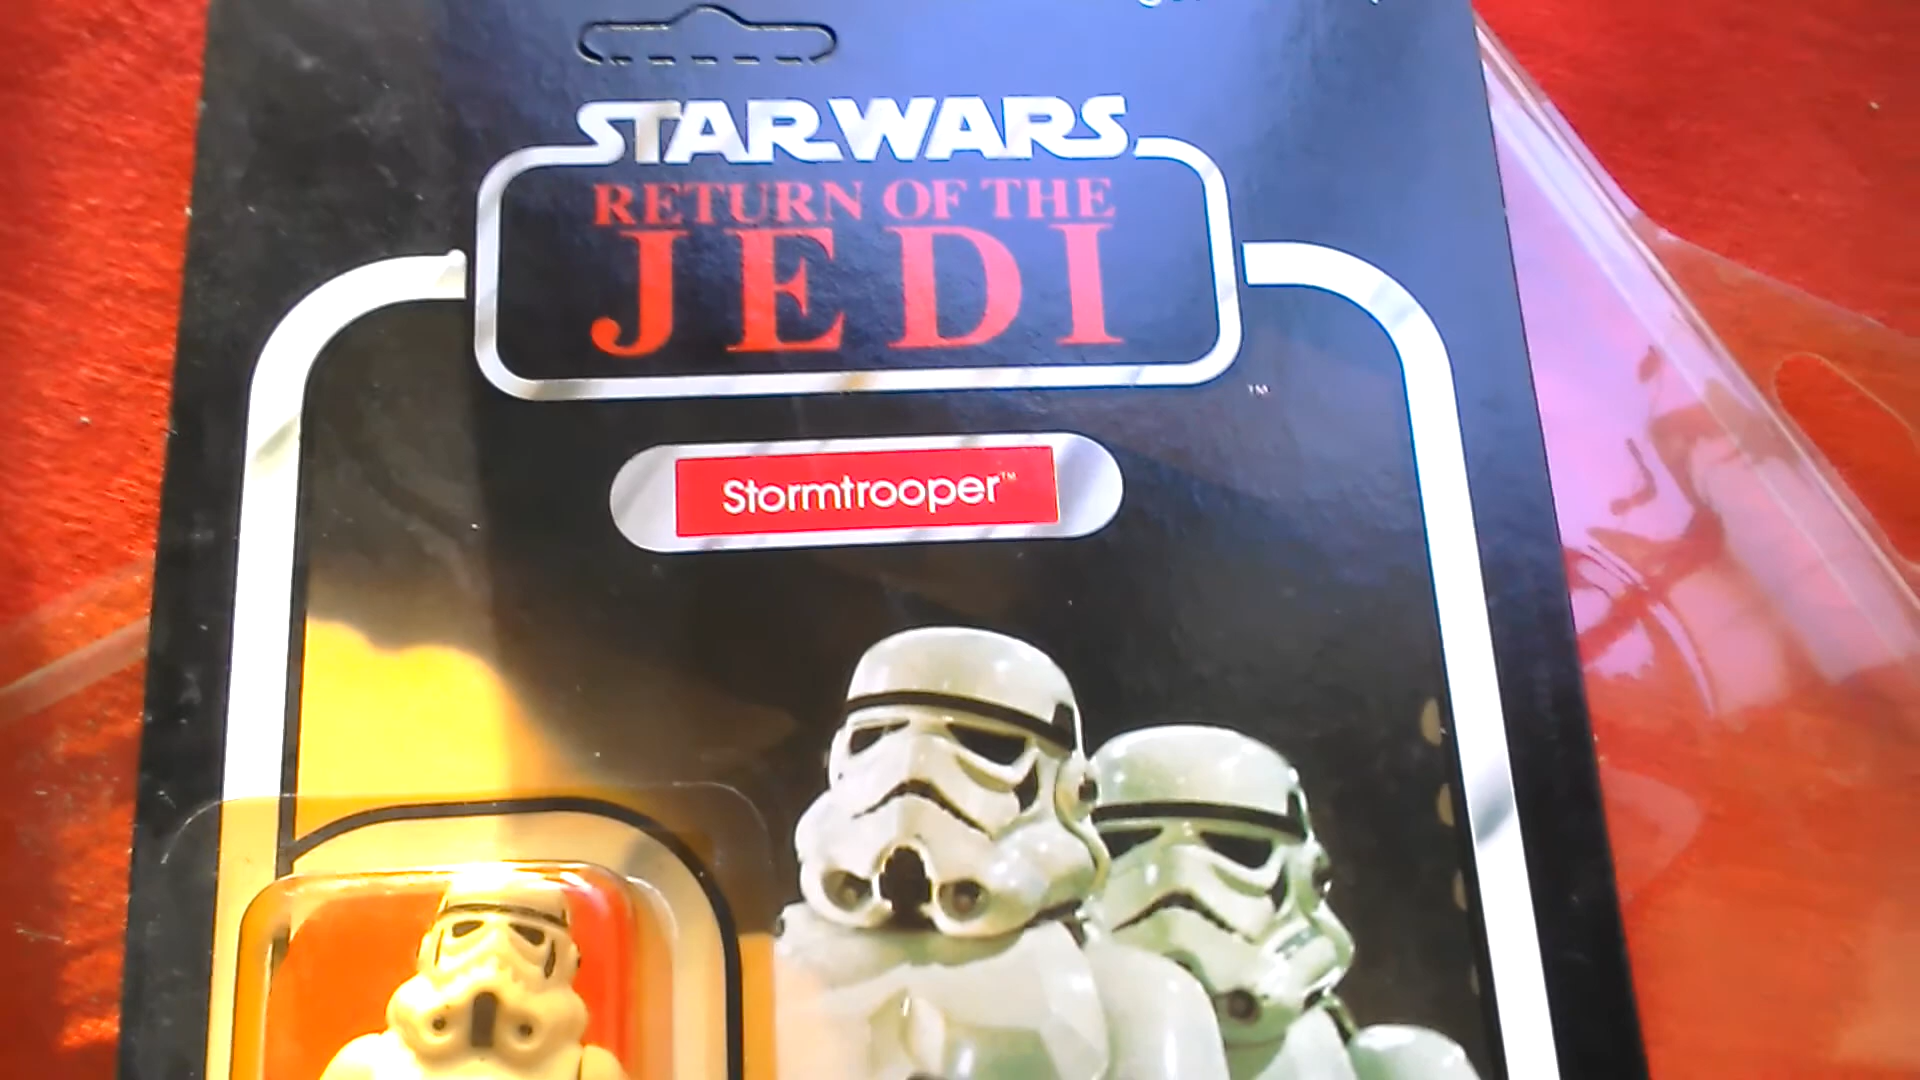 STAR WARS
RETURN OF THE
JEDI
™
Stormtrooper™